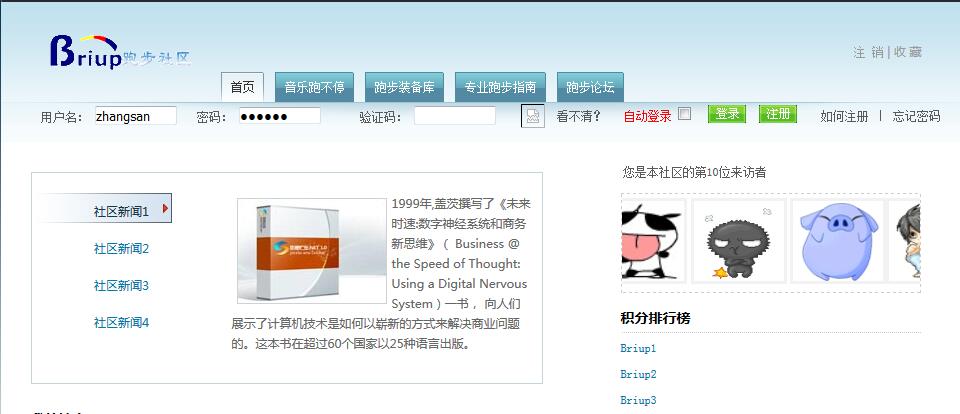 Briup跑步社区
注 销 | 收 藏
首页 音乐跑不停 跑步装备库 专业跑步指南 跑步论坛
用户名： zhangsan 密码： ●●●●●● 验证码： 看不清？ 自动登录 登录 注册 如何注册 | 忘记密码
您是本社区的第10位来访者
社区新闻1
社区新闻2
社区新闻3
社区新闻4
1999年,盖茨撰写了《未来
时速:数字神经系统和商务
新思维》（ Business @
the Speed of Thought:
Using a Digital Nervous
System）一书， 向人们
展示了计算机技术是如何以崭新的方式来解决商业问题
的。这本书在超过60个国家以25种语言出版。
积分排行榜
Briup1
Briup2
Briup3